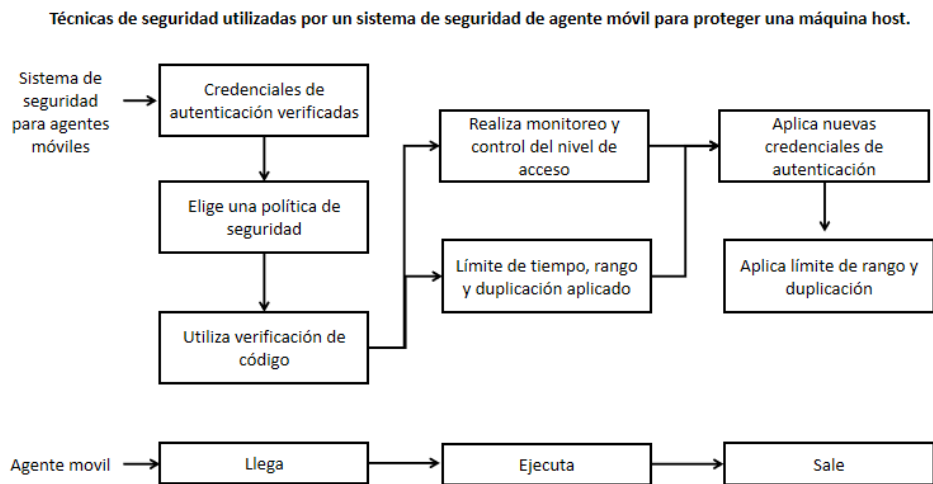 Técnicas de seguridad utilizadas por un sistema de seguridad de agente móvil para proteger una máquina host.
Sistema de
seguridad
para agentes
móviles
Credenciales de
autenticación verificadas
Elige una política de
seguridad
Utiliza verificación de
código
Realiza monitoreo y
control del nivel de
acceso
Límite de tiempo, rango
y duplicación aplicado
Aplica nuevas
credenciales de
autenticación
Aplica límite de rango y
duplicación
Agente movil
Llega
Ejecuta
Sale